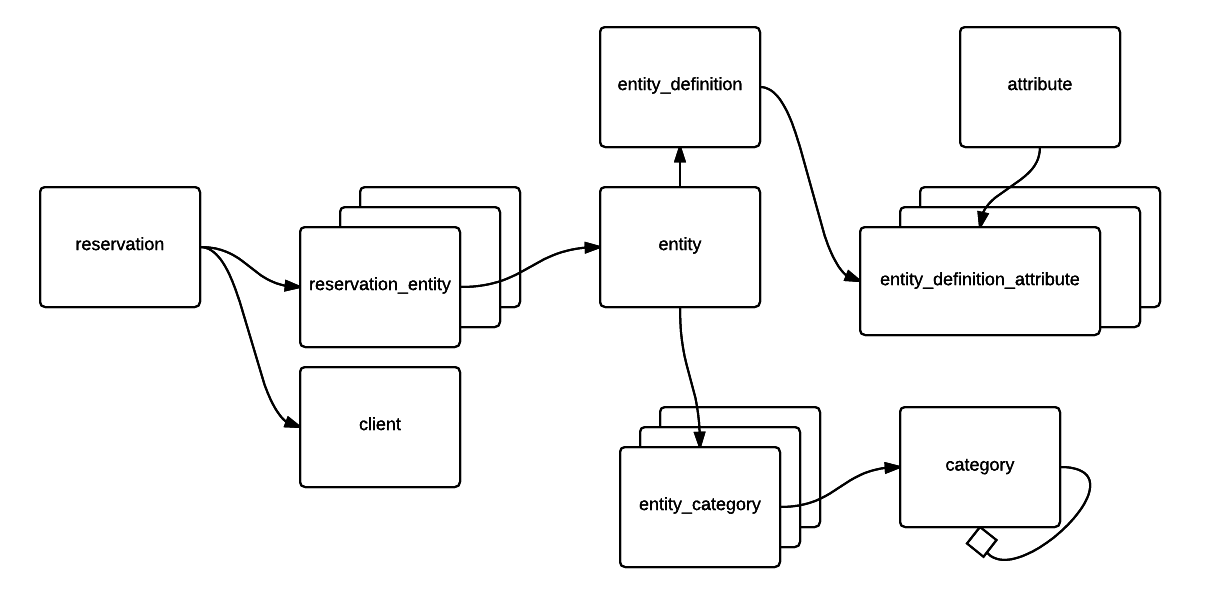 entity_definition
attribute
reservation
reservation_entity
entity
entity_definition_attribute
client
entity_category
category